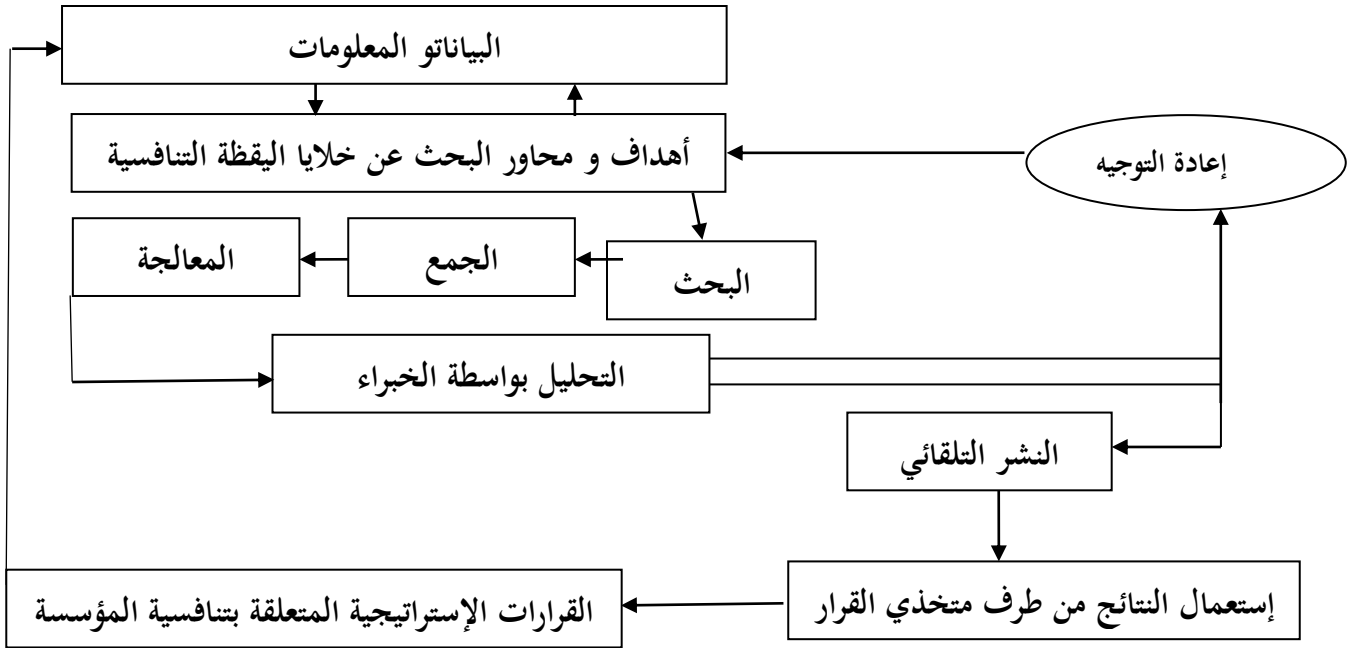 البياناتو المعلومات
أهداف و محاور البحث عن خلايا اليقظة التنافسية
إعادة التوجيه
البحث
الجمع
المعالجة
التحليل بواسطة الخبراء
النشر التلقائي
إستعمال النتائج من طرف متخذي القرار
القرارات الإستراتيجية المتعلقة بتنافسية المؤسسة